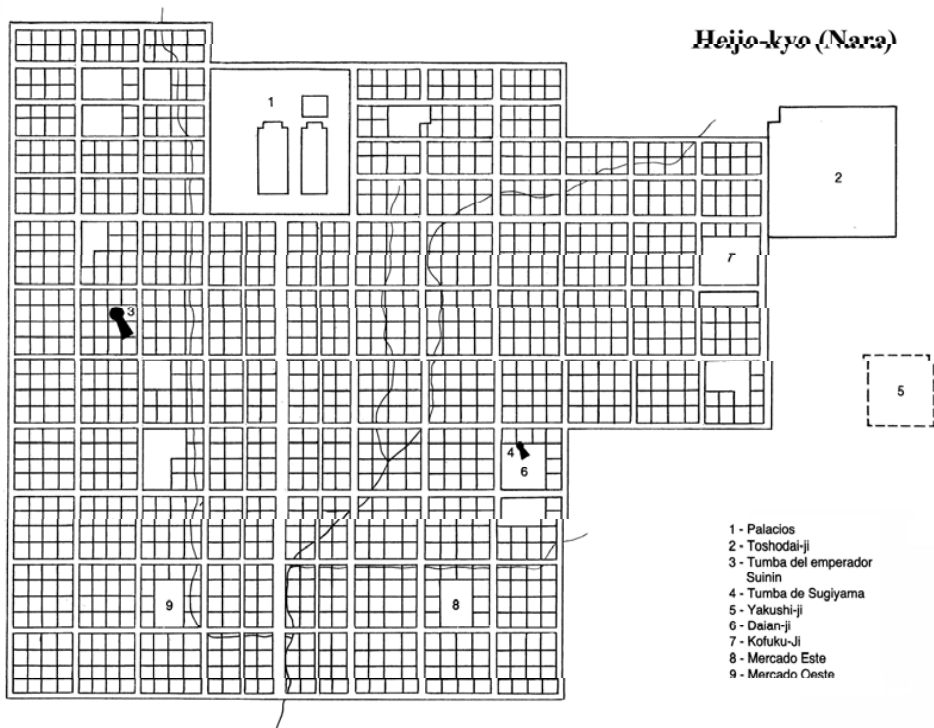 Heijo-kyo (Nara)
1
2
3
4
5
6
7
8
9
1 - Palacios
2 - Toshodai-ji
3 - Tumba del emperador
Suinin
4 - Tumba de Sugiyama
5 - Yakushi-ji
6 - Daian-ji
7 - Kofuku-Ji
8 - Mercado Este
9 - Mercado Oeste